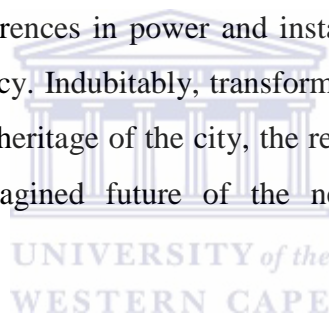 erences in power and insta
cy. Indubitably, transform
heritage of the city, the re
agined future of the ne
UNIVERSITY of the
WESTERN CAPE